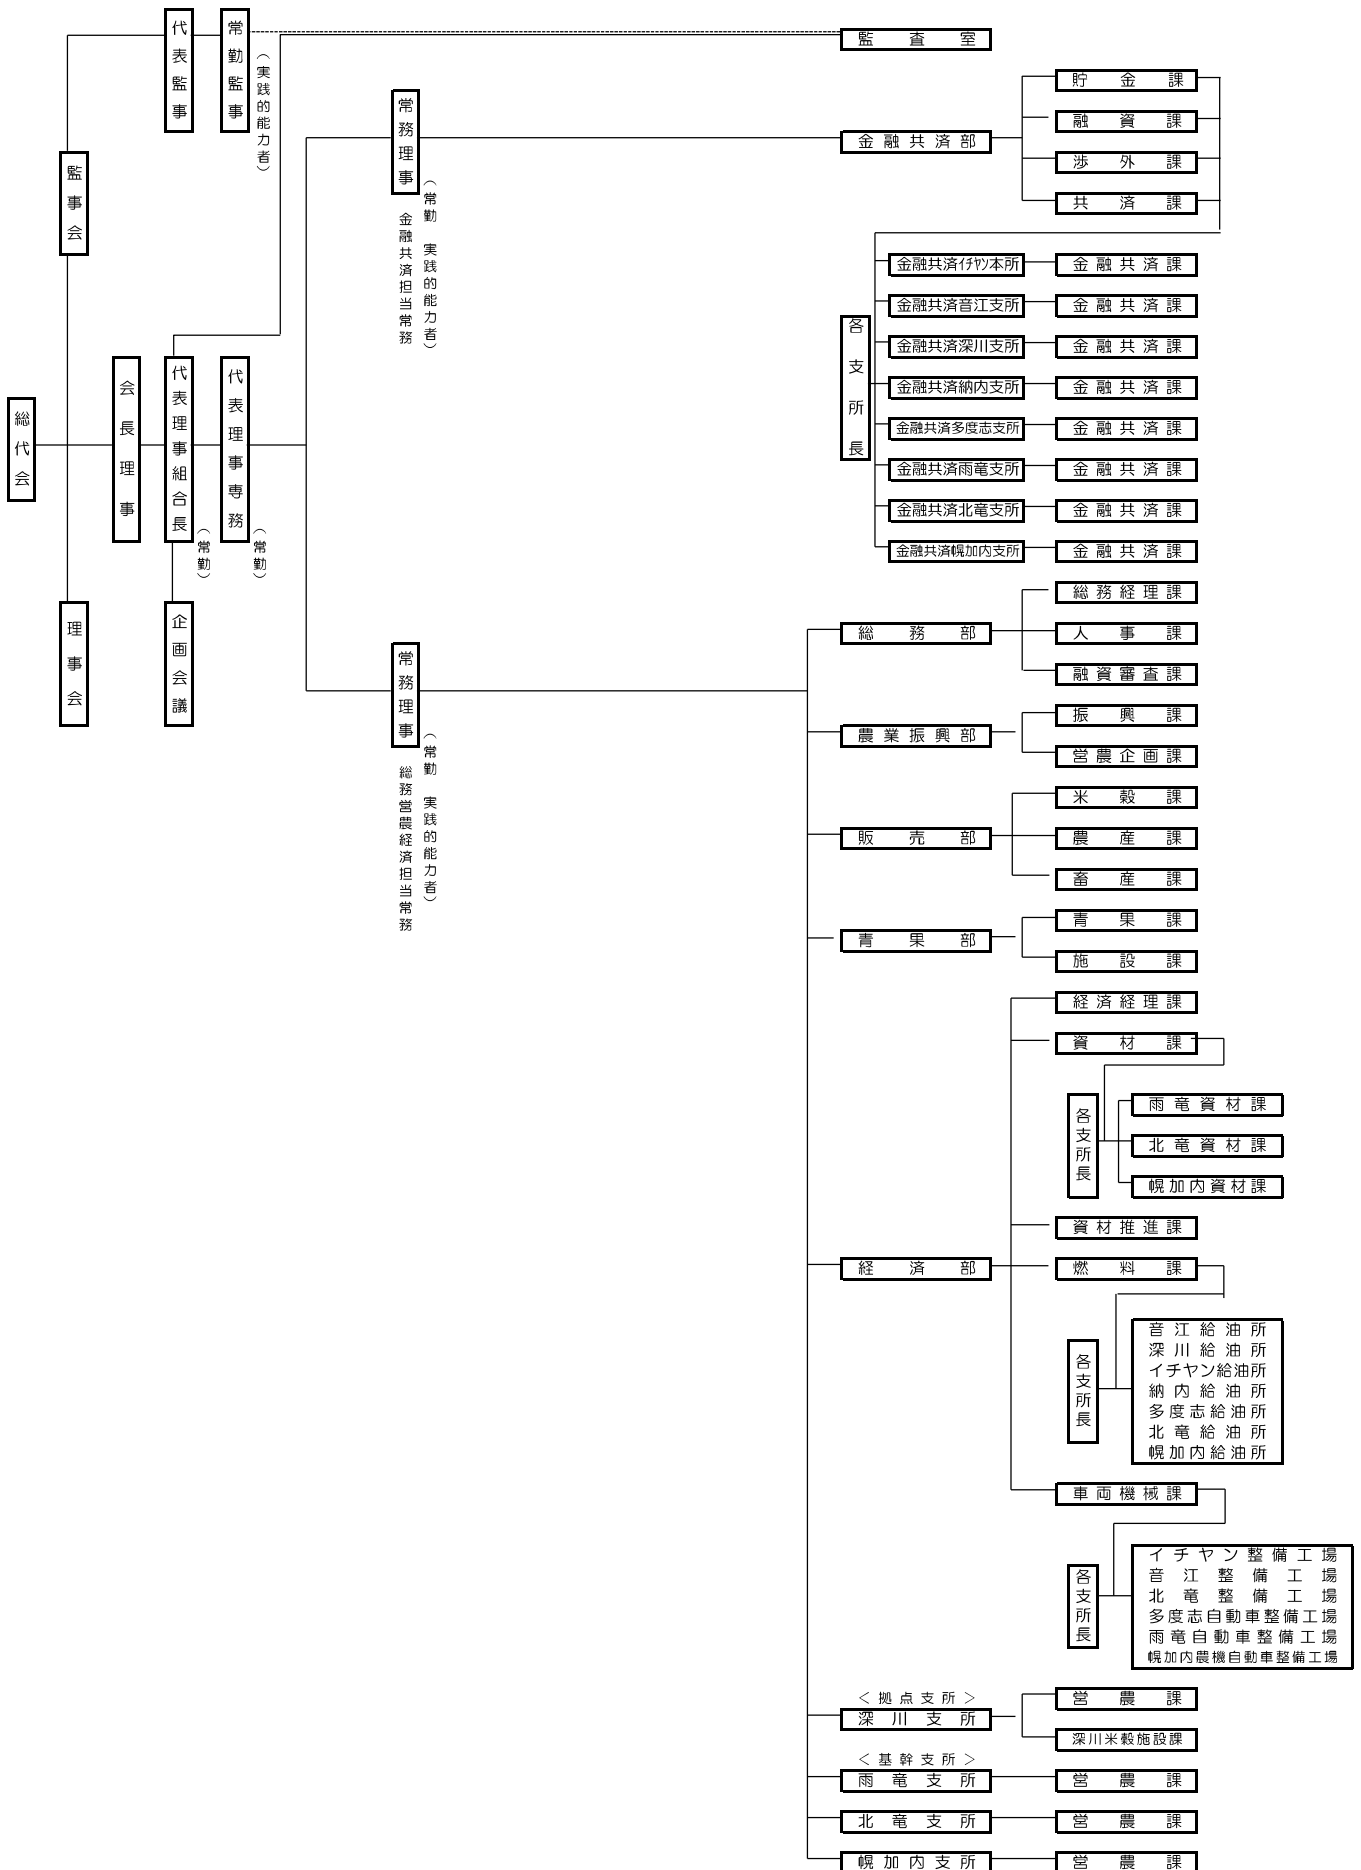 総代会
監事会
理事会
会長理事
代表監事
常勤監事
（実践的能力者）
代表理事組合長
（常勤）
代表理事専務
（常勤）
企画会議
常務理事
（常勤　実践的能力者）
金融共済担当常務
常務理事
（常勤　実践的能力者）
総務営農経済担当常務
監査室
金融共済部
貯金課
融資課
渉外課
共済課
各支所長
金融共済ｲﾁﾔﾝ本所
金融共済課
金融共済音江支所
金融共済課
金融共済深川支所
金融共済課
金融共済納内支所
金融共済課
金融共済多度志支所
金融共済課
金融共済雨竜支所
金融共済課
金融共済北竜支所
金融共済課
金融共済幌加内支所
金融共済課
総務部
総務経理課
人事課
融資審査課
農業振興部
振興課
営農企画課
販売部
米穀課
農産課
畜産課
青果部
青果課
施設課
経済部
経済経理課
資材課
各支所長
雨竜資材課
北竜資材課
幌加内資材課
資材推進課
燃料課
各支所長
音江給油所
深川給油所
イチヤン給油所
納内給油所
多度志給油所
北竜給油所
幌加内給油所
車両機械課
各支所長
イチヤン整備工場
音江整備工場
北竜整備工場
多度志自動車整備工場
雨竜自動車整備工場
幌加内農機自動車整備工場
＜拠点支所＞
深川支所
営農課
深川米穀施設課
＜基幹支所＞
雨竜支所
営農課
北竜支所
営農課
幌加内支所
営農課